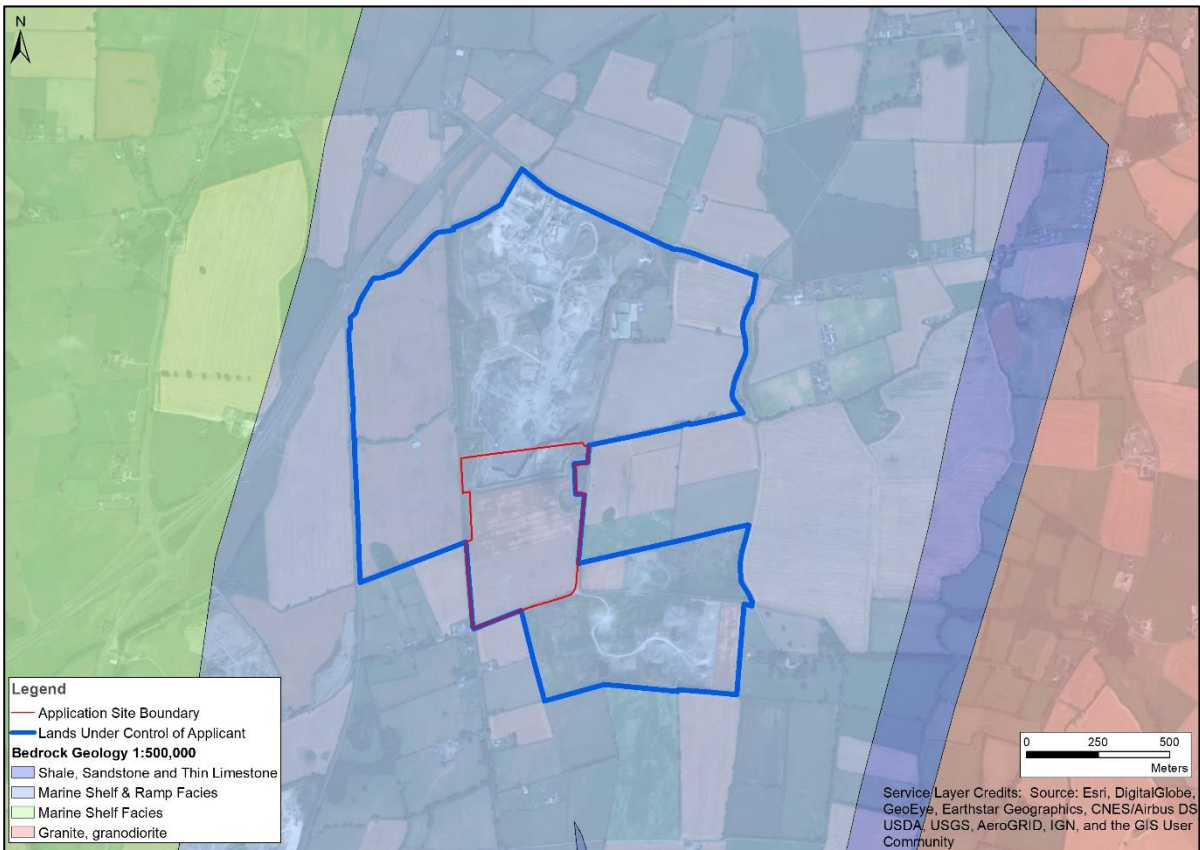 N
Legend
Application Site Boundary
Lands Under Control of Applicant
Bedrock Geology 1:500,000
Shale, Sandstone and Thin Limestone
Marine Shelf & Ramp Facies
Marine Shelf Facies
Granite, granodiorite
0 250 500
Meters
Service Layer Credits: Source: Esri, DigitalGlobe,
GeoEye, Earthstar Geographics, CNES/Airbus DS,
USDA, USGS, AeroGRID, IGN, and the GIS User
Community